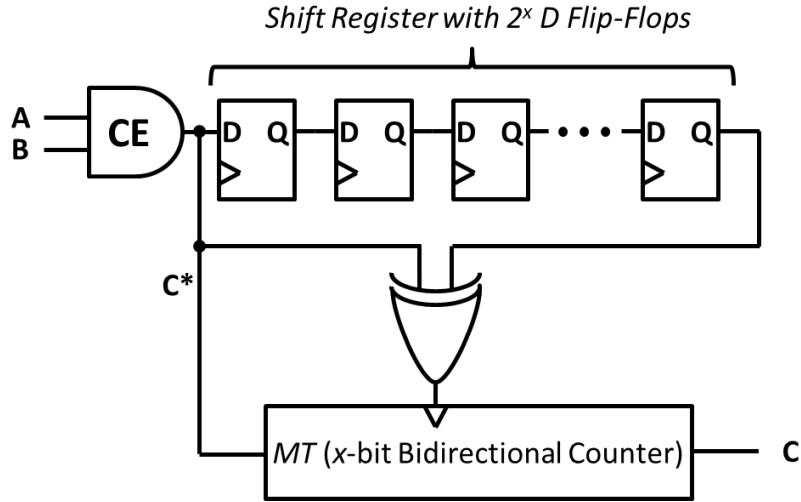 Shift Register with 2ˣ D Flip-Flops
A
B
CE
D Q
D Q
D Q
D Q
C*
MT (x-bit Bidirectional Counter)
C